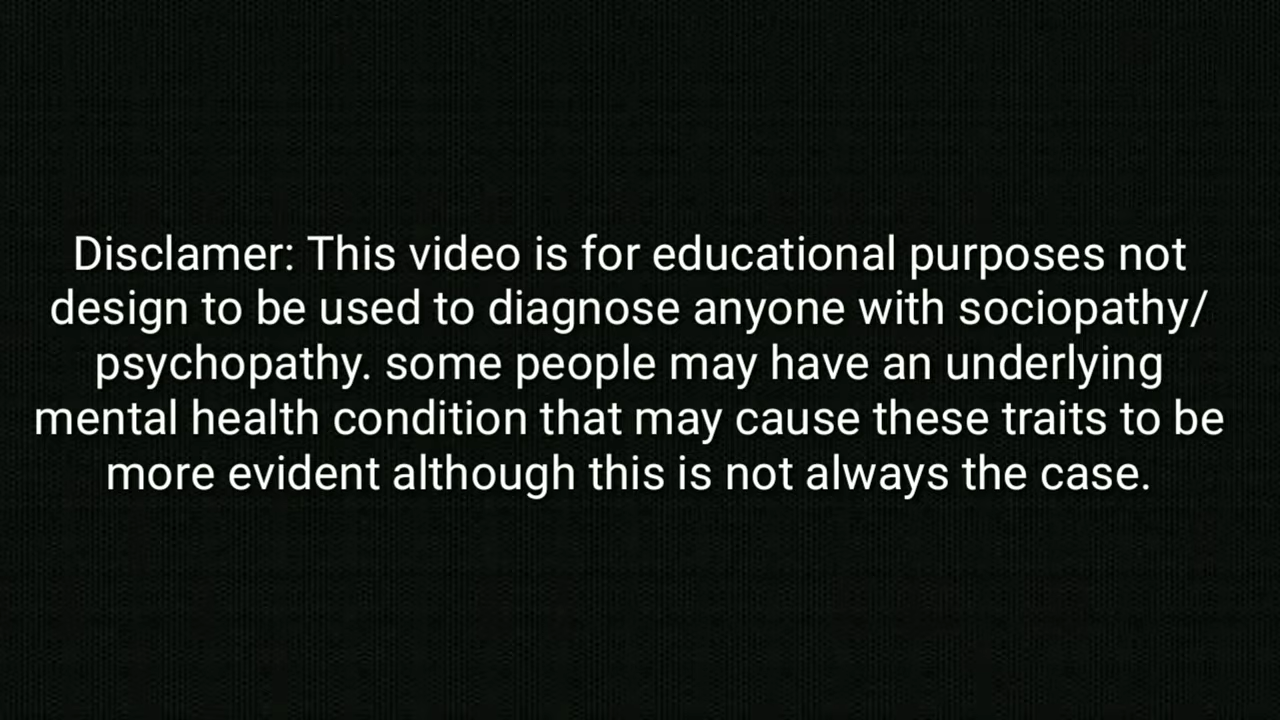 Disclamer: This video is for educational purposes not
design to be used to diagnose anyone with sociopathy/
psychopathy. some people may have an underlying
mental health condition that may cause these traits to be
more evident although this is not always the case.